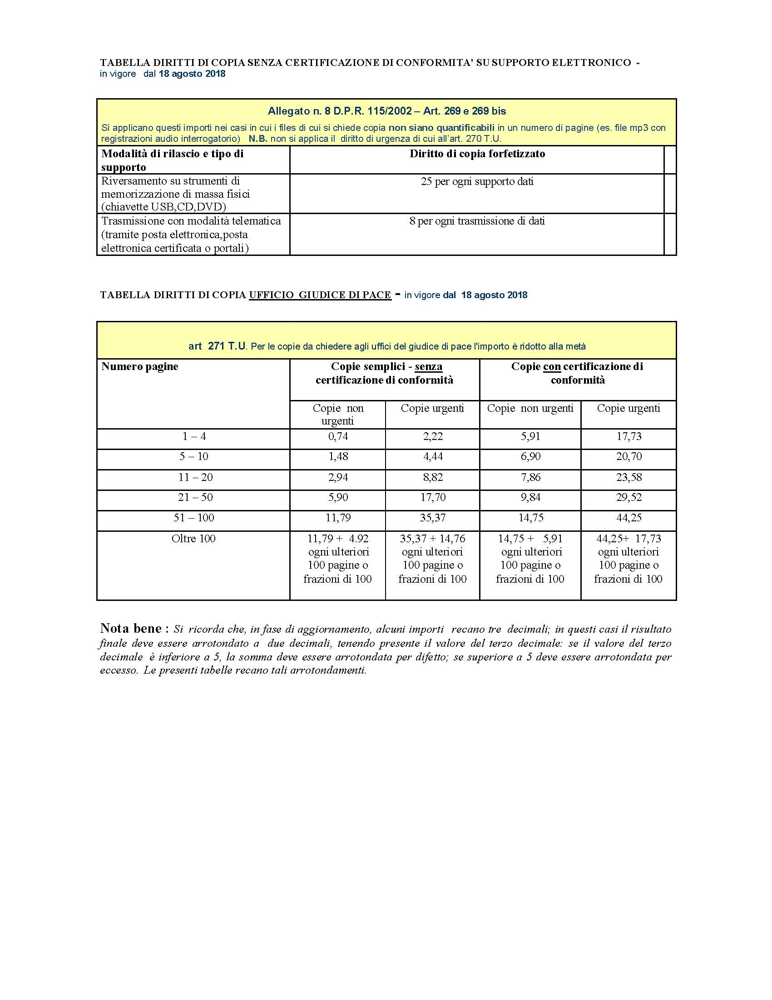 TABELLA DIRITTI DI COPIA SENZA CERTIFICAZIONE DI CONFORMITA' SU SUPPORTO ELETTRONICO -
in vigore dal 18 agosto 2018
Allegato n. 8 D.P.R. 115/2002 – Art. 269 e 269 bis
Si applicano questi importi nei casi in cui i files di cui si chiede copia non siano quantificabili in un numero di pagine (es. file mp3 con
registrazioni audio interrogatorio) N.B. non si applica il diritto di urgenza di cui all'art. 270 T.U.
Modalità di rilascio e tipo di
supporto
Diritto di copia forfetizzato
Riversamento su strumenti di
memorizzazione di massa fisici
(chiavette USB,CD,DVD)
25 per ogni supporto dati
Trasmissione con modalità telematica
(tramite posta elettronica,posta
elettronica certificata o portali)
8 per ogni trasmissione di dati
TABELLA DIRITTI DI COPIA UFFICIO GIUDICE DI PACE - in vigore dal 18 agosto 2018
art 271 T.U. Per le copie da chiedere agli uffici del giudice di pace l'importo è ridotto alla metà
Numero pagine
Copie semplici - senza
certificazione di conformità
Copie con certificazione di
conformità
Copie non
urgenti
Copie urgenti
Copie non urgenti
Copie urgenti
1 – 4 0,74 2,22 5,91 17,73
5 – 10 1,48 4,44 6,90 20,70
11 – 20 2,94 8,82 7,86 23,58
21 – 50 5,90 17,70 9,84 29,52
51 – 100 11,79 35,37 14,75 44,25
Oltre 100
11,79 + 4.92
ogni ulteriori
100 pagine o
frazioni di 100
35,37 + 14,76
ogni ulteriori
100 pagine o
frazioni di 100
14,75 + 5,91
ogni ulteriori
100 pagine o
frazioni di 100
44,25+ 17,73
ogni ulteriori
100 pagine o
frazioni di 100
Nota bene : Si ricorda che, in fase di aggiornamento, alcuni importi recano tre decimali; in questi casi il risultato
finale deve essere arrotondato a due decimali, tenendo presente il valore del terzo decimale: se il valore del terzo
decimale è inferiore a 5, la somma deve essere arrotondata per difetto; se superiore a 5 deve essere arrotondata per
eccesso. Le presenti tabelle recano tali arrotondamenti.